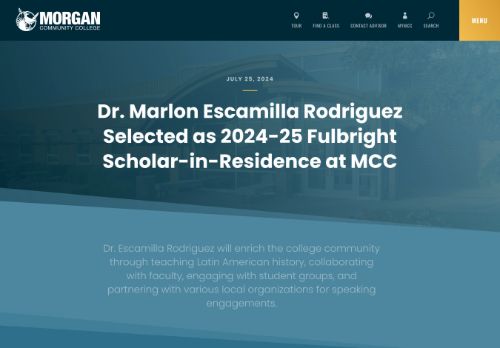 MORGAN
COMMUNITY COLLEGE
TOUR FIND A CLASS CONTACT ADVISOR MYMCC SEARCH MENU
JULY 25, 2024
Dr. Marlon Escamilla Rodriguez
Selected as 2024-25 Fulbright
Scholar-in-Residence at MCC
Dr. Escamilla Rodriguez will enrich the college community
through teaching Latin American history, collaborating
with faculty, engaging with student groups, and
partnering with various local organizations for speaking
engagements.